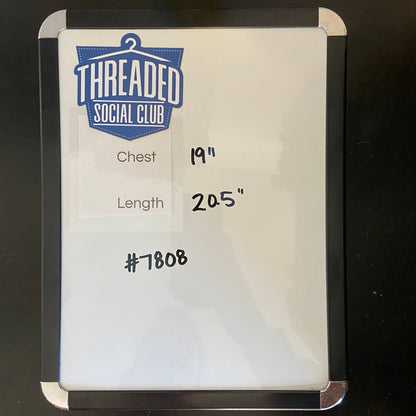 THREADED
SOCIAL CLUB
Chest 19"
Length 20.5"
#7808